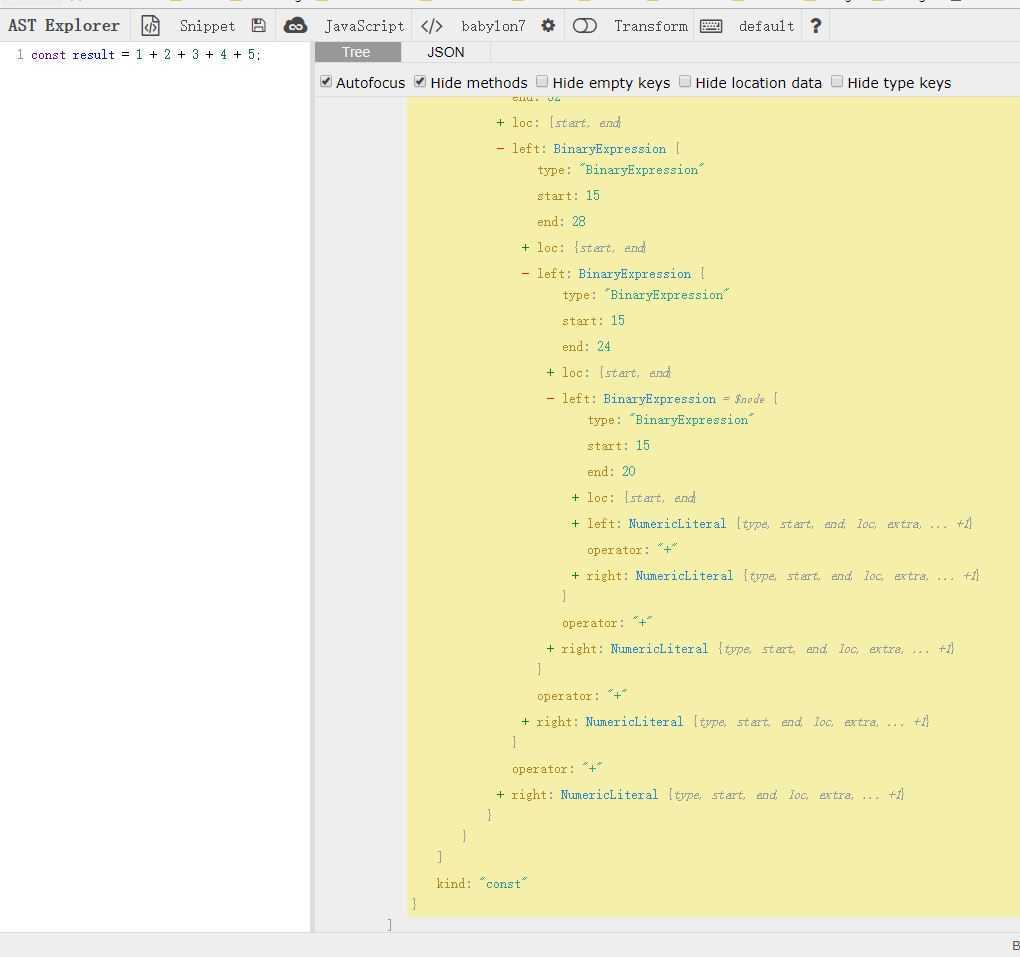 AST Explorer Snippet JavaScript </> babylon7 Transform default ?
Tree JSON
Autofocus Hide methods Hide empty keys Hide location data Hide type keys
1 const result = 1 + 2 + 3 + 4 + 5;
end: 32
+ loc: {start, end}
- left: BinaryExpression {
type: "BinaryExpression"
start: 15
end: 28
+ loc: {start, end}
- left: BinaryExpression {
type: "BinaryExpression"
start: 15
end: 24
+ loc: {start, end}
- left: BinaryExpression = $node {
type: "BinaryExpression"
start: 15
end: 20
+ loc: {start, end}
+ left: NumericLiteral {type, start, end, loc, extra, ... +1}
operator: "+"
+ right: NumericLiteral {type, start, end, loc, extra, ... +1}
}
operator: "+"
+ right: NumericLiteral {type, start, end, loc, extra, ... +1}
}
operator: "+"
+ right: NumericLiteral {type, start, end, loc, extra, ... +1}
}
operator: "+"
+ right: NumericLiteral {type, start, end, loc, extra, ... +1}
}
}
]
kind: "const"
}
]
B